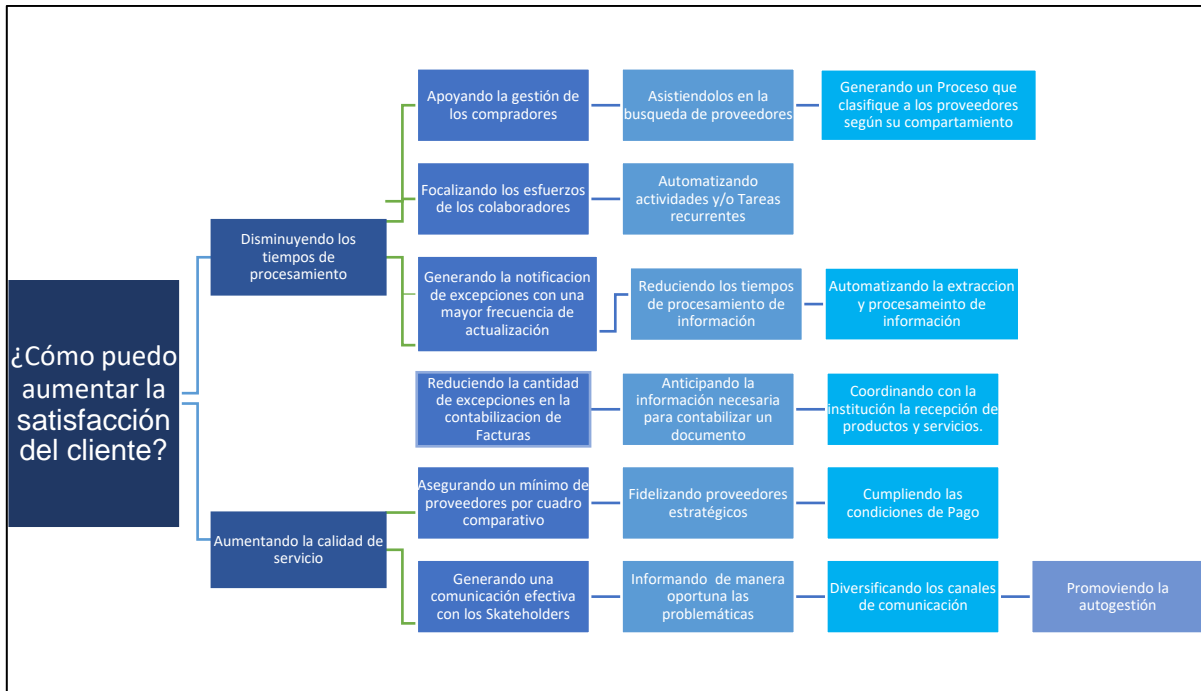 ¿Cómo puedo
aumentar la
satisfacción
del cliente?
Disminuyendo los
tiempos de
procesamiento
Apoyando la gestión de
los compradores
Asistiendolos en la
busqueda de proveedores
Generando un Proceso que
clasifique a los proveedores
según su compartamiento
Focalizando los esfuerzos
de los colaboradores
Automatizando
actividades y/o Tareas
recurrentes
Generando la notificacion
de excepciones con una
mayor frecuencia de
actualización
Reduciendo los tiempos
de procesamiento de
información
Automatizando la extraccion
y procesameinto de
información
Reduciendo la cantidad
de excepciones en la
contabilizacion de
Facturas
Anticipando la
información necesaria
para contabilizar un
documento
Coordinando con la
institución la recepción de
productos y servicios.
Aumentando la calidad de
servicio
Asegurando un mínimo de
proveedores por cuadro
comparativo
Fidelizando proveedores
estratégicos
Cumpliendo las
condiciones de Pago
Generando una
comunicación efectiva
con los Skateholders
Informando de manera
oportuna las
problemáticas
Diversificando los canales
de comunicación
Promoviendo la
autogestión